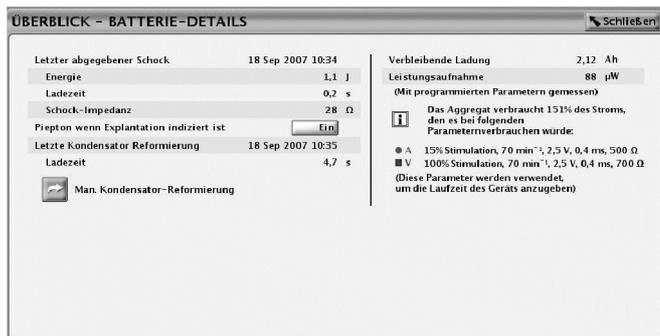 ÜBERBLICK - BATTERIE-DETAILS
Schließen
Letzter abgegebener Schock 18 Sep 2007 10:34
Energie 1,1 J
Ladezeit 0,2 s
Schock-Impedanz 28 Ω
Piepton wenn Explantation indiziert ist Ein
Letzte Kondensator Reformierung 18 Sep 2007 10:35
Ladezeit 4,7 s
Man. Kondensator-Reformierung
Verbleibende Ladung 2,12 Ah
Leistungsaufnahme 88 µW
(Mit programmierten Parametern gemessen)
i Das Aggregat verbraucht 151% des Stroms,
den es bei folgenden
Parameternverbrauchen würde:
A 15% Stimulation, 70 min⁻¹, 2,5 V, 0,4 ms, 500 Ω
V 100% Stimulation, 70 min⁻¹, 2,5 V, 0,4 ms, 700 Ω
(Diese Parameter werden verwendet,
um die Laufzeit des Geräts anzugeben)